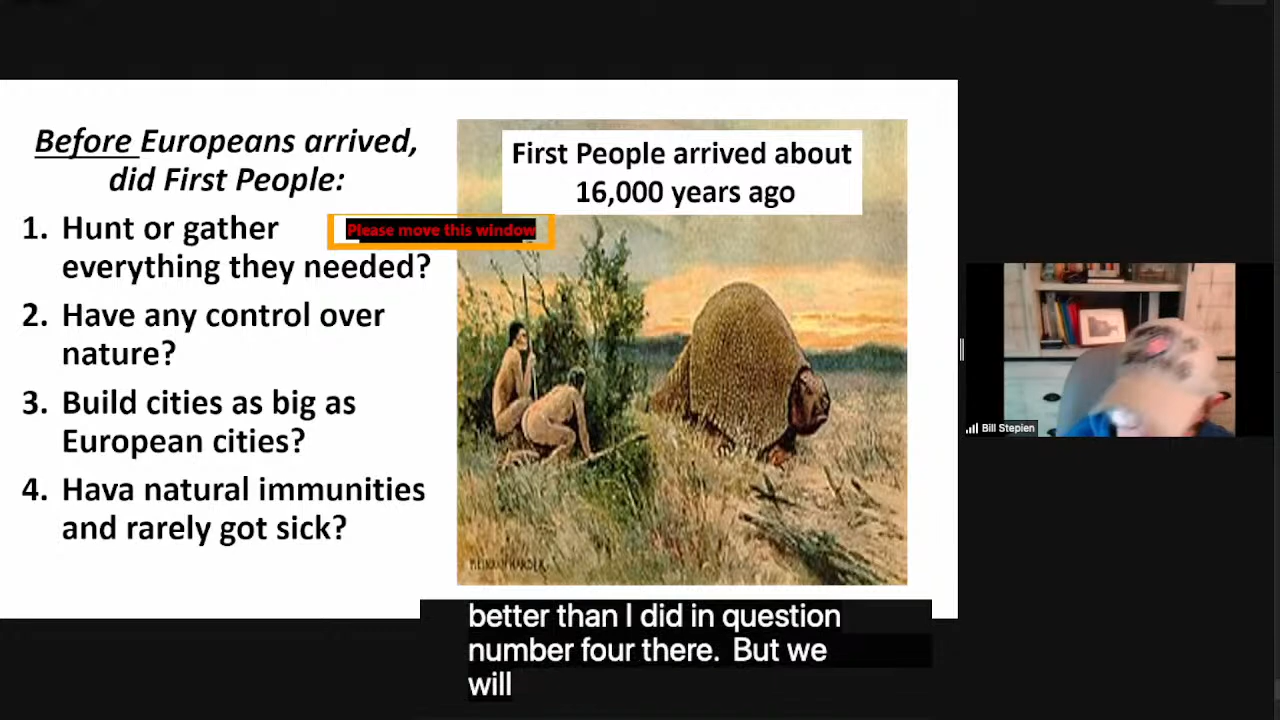 Before Europeans arrived,
did First People:
1. Hunt or gather
everything they needed?
2. Have any control over
nature?
3. Build cities as big as
European cities?
4. Hava natural immunities
and rarely got sick?
Please move this window
First People arrived about
16,000 years ago
Bill Stepien
better than I did in question
number four there. But we
will